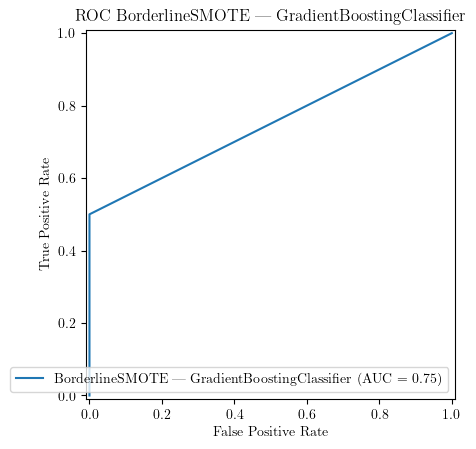 ROC BorderlineSMOTE — GradientBoostingClassifier
1.0
0.8
0.6
0.4
0.2
0.0
True Positive Rate
BorderlineSMOTE — GradientBoostingClassifier (AUC = 0.75)
0.0 0.2 0.4 0.6 0.8 1.0
False Positive Rate